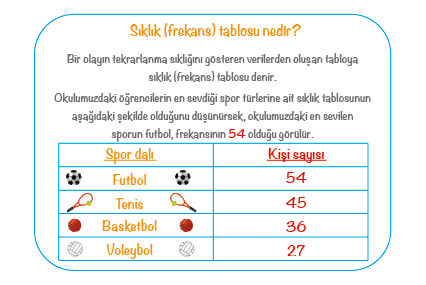 Sıklık (frekans) tablosu nedir?
Bir olayın tekrarlanma sıklığını gösteren verilerden oluşan tabloya
sıklık (frekans) tablosu denir.
Okulumuzdaki öğrencilerin en sevdiği spor türlerine ait sıklık tablosunun
aşağıdaki şekilde olduğunu düşünürsek, okulumuzdaki en sevilen
sporun futbol, frekansının 54 olduğu görülür.
Spor dalı Kişi sayısı
Futbol 54
Tenis 45
Basketbol 36
Voleybol 27